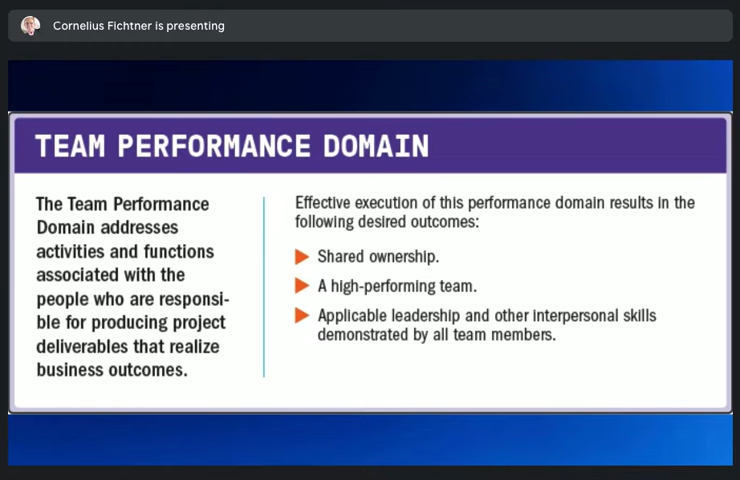 Cornelius Fichtner is presenting
TEAM PERFORMANCE DOMAIN
The Team Performance
Domain addresses
activities and functions
associated with the
people who are responsi-
ble for producing project
deliverables that realize
business outcomes.
Effective execution of this performance domain results in the
following desired outcomes:
Shared ownership.
A high-performing team.
Applicable leadership and other interpersonal skills
demonstrated by all team members.